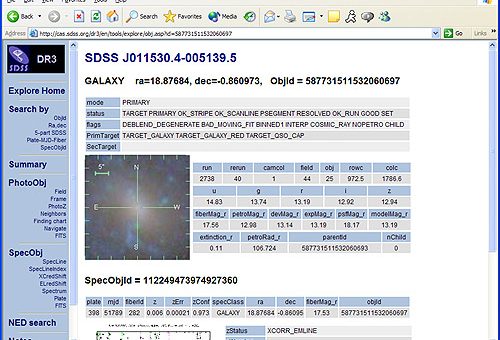 Back Search Favorites Media
Address http://cas.sdss.org/dr3/en/tools/explore/obj.asp?id=587731511532060697 Go Links
SDSS DR3
Explore Home
Search by
ObjId
Ra,dec
5-part SDSS
Plate-MJD-Fiber
SpecObjId
Summary
PhotoObj
Field
Frame
PhotoZ
Neighbors
Finding chart
Navigate
FITS
SpecObj
SpecLine
SpecLineIndex
XCredShift
ELredShift
Spectrum
Plate
FITS
NED search
SDSS J011530.4-005139.5
GALAXY ra=18.87684, dec=-0.860973, ObjId = 587731511532060697
mode PRIMARY
status TARGET PRIMARY OK_STRIPE OK_SCANLINE PSEGMENT RESOLVED OK_RUN GOOD SET
flags DEBLEND_DEGENERATE BAD_MOVING_FIT BINNED1 INTERP COSMIC_RAY NOPETRO CHILD
PrimTarget TARGET_GALAXY TARGET_GALAXY_RED TARGET_QSO_CAP
SecTarget
5"
N
E W
S
run rerun camcol field obj rowc colc
2738 40 1 44 25 972.5 1786.6
u g r i z
14.83 13.74 13.19 12.92 12.94
fiberMag_r petroMag_r devMag_r expMag_r psfMag_r modelMag_r
17.56 12.98 13.14 13.19 18.17 13.19
extinction_r petroRad_r parentId nChild
0.11 106.724 587731511532060693 0
SpecObjId = 112249473974927360
plate mjd fiberId z zErr zConf specClass ra dec fiberMag_r objId
398 51789 282 0.006 0.00021 0.973 GALAXY 18.87684 -0.86095 17.53 587731511532060697
zStatus XCORR_EMLINE